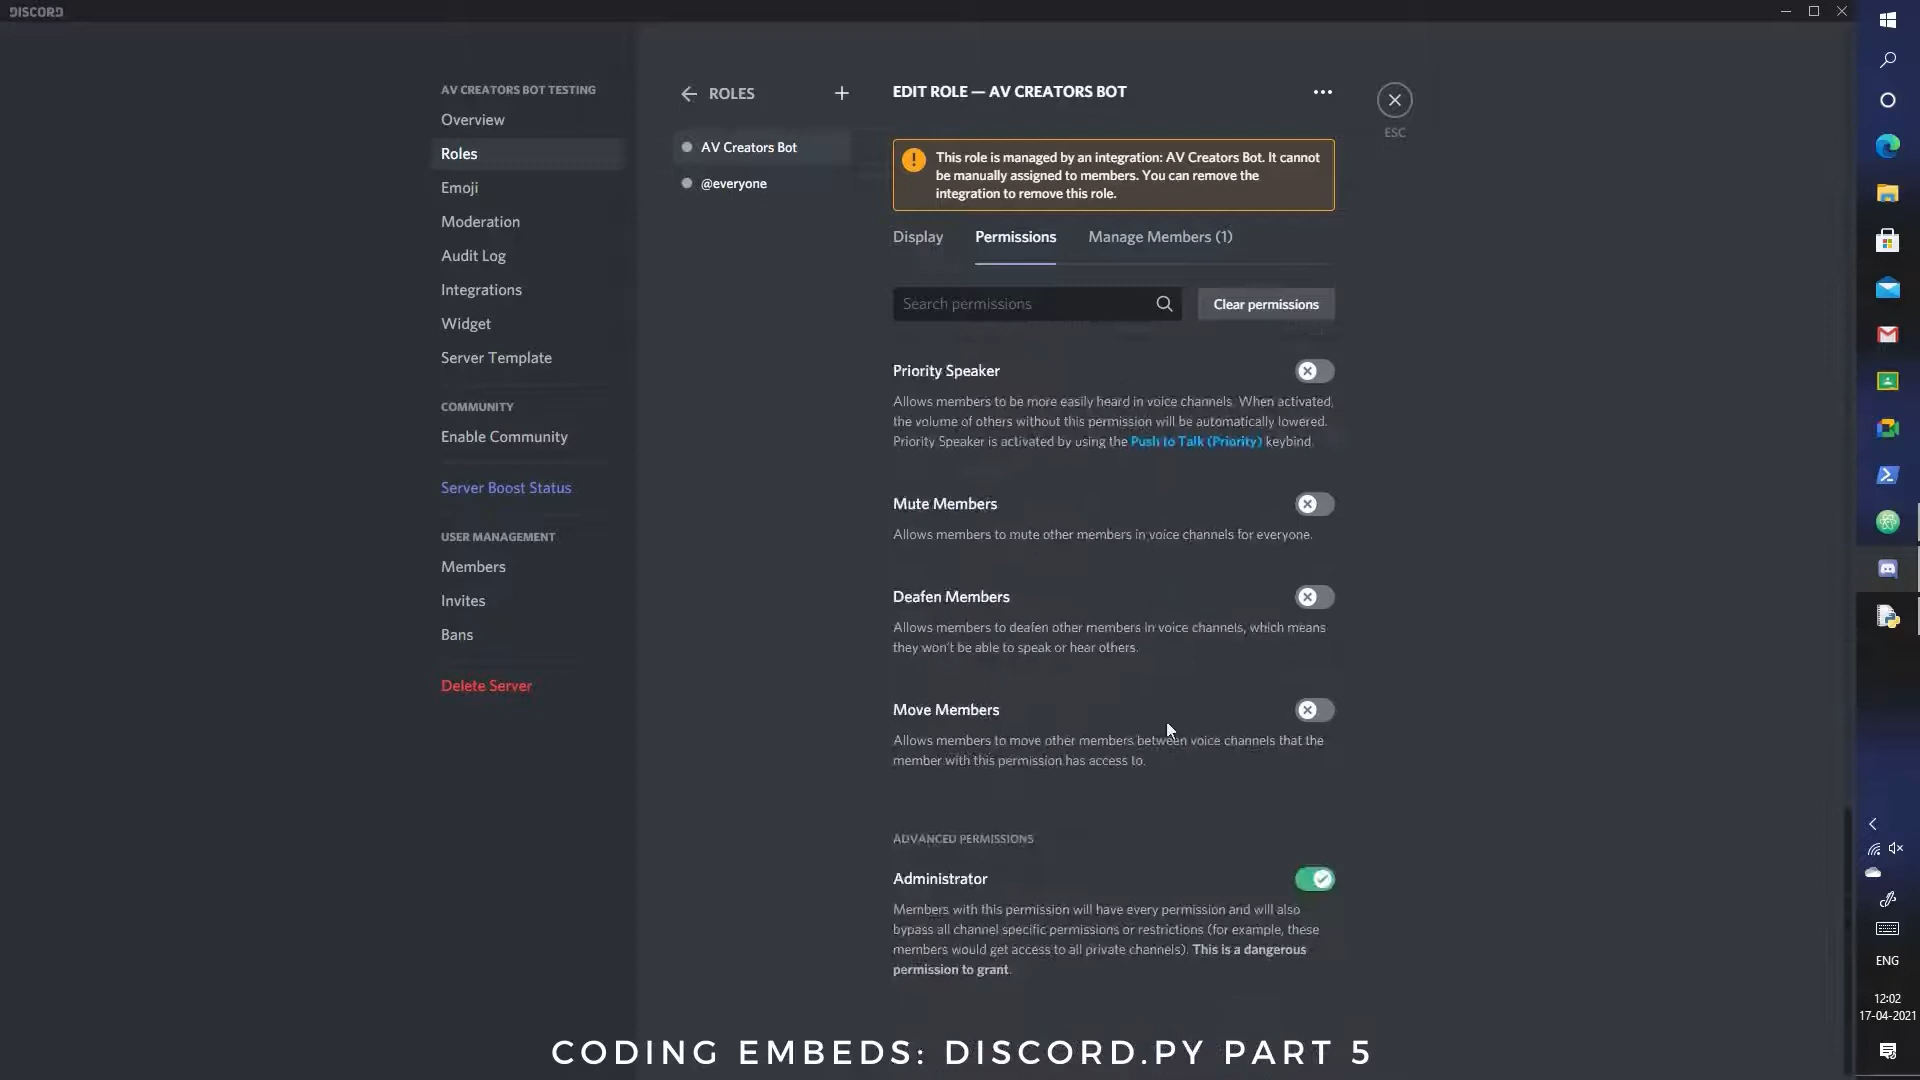 DISCORD
AV CREATORS BOT TESTING
Overview
Roles
Emoji
Moderation
Audit Log
Integrations
Widget
Server Template
COMMUNITY
Enable Community
Server Boost Status
USER MANAGEMENT
Members
Invites
Bans
Delete Server
ROLES
AV Creators Bot
@everyone
EDIT ROLE — AV CREATORS BOT
ESC
This role is managed by an integration: AV Creators Bot. It cannot
be manually assigned to members. You can remove the
integration to remove this role.
Display
Permissions
Manage Members (1)
Search permissions
Clear permissions
Priority Speaker
Allows members to be more easily heard in voice channels. When activated,
the volume of others without this permission will be automatically lowered.
Priority Speaker is activated by using the Push to Talk (Priority) keybind.
Mute Members
Allows members to mute other members in voice channels for everyone.
Deafen Members
Allows members to deafen other members in voice channels, which means
they won't be able to speak or hear others.
Move Members
Allows members to move other members between voice channels that the
member with this permission has access to.
ADVANCED PERMISSIONS
Administrator
Members with this permission will have every permission and will also
bypass all channel specific permissions or restrictions (for example, these
members would get access to all private channels). This is a dangerous
permission to grant.
ENG
12:02
17-04-2021
CODING EMBEDS: DISCORD.PY PART 5